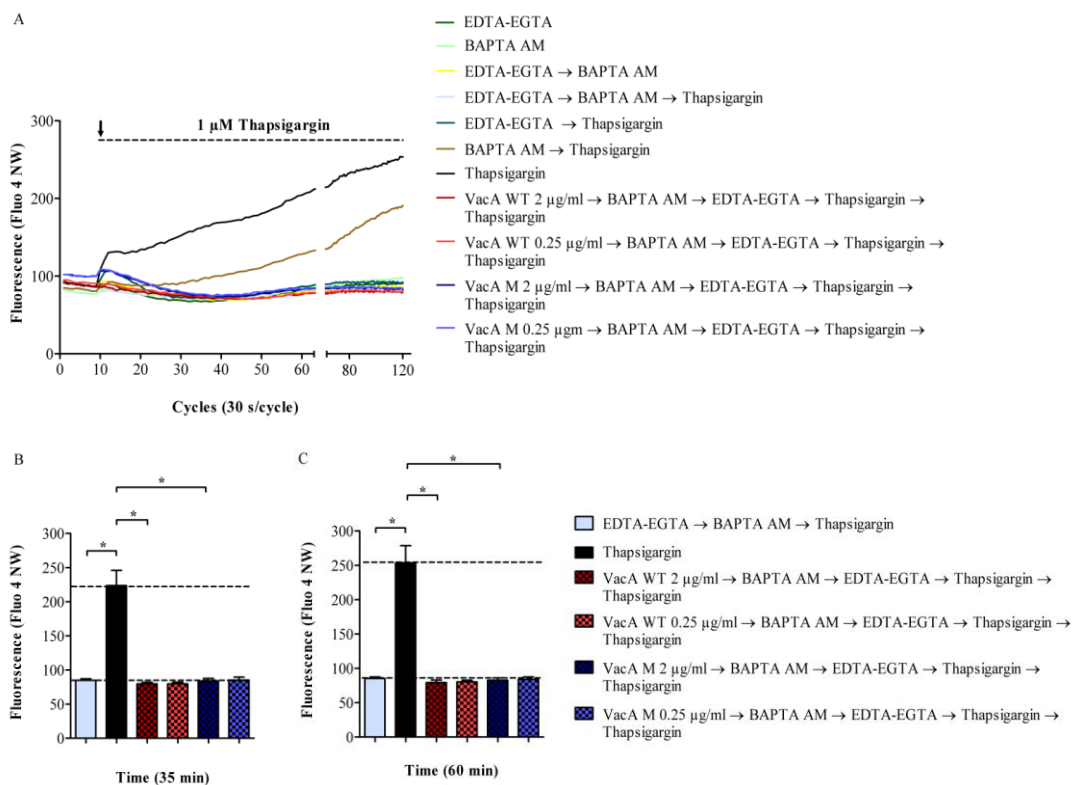 A
EDTA-EGTA
BAPTA AM
EDTA-EGTA → BAPTA AM
EDTA-EGTA → BAPTA AM → Thapsigargin
EDTA-EGTA → Thapsigargin
BAPTA AM → Thapsigargin
Thapsigargin
VacA WT 2 µg/ml → BAPTA AM → EDTA-EGTA → Thapsigargin →
Thapsigargin
VacA WT 0.25 µg/ml → BAPTA AM → EDTA-EGTA → Thapsigargin →
Thapsigargin
VacA M 2 µg/ml → BAPTA AM → EDTA-EGTA → Thapsigargin →
Thapsigargin
VacA M 0.25 µgm → BAPTA AM → EDTA-EGTA → Thapsigargin →
Thapsigargin
1 µM Thapsigargin
Fluorescence (Fluo 4 NW)
300
200
100
0
0 10 20 30 40 50 60 80 120
Cycles (30 s/cycle)
B
*
*
*
Fluorescence (Fluo 4 NW)
300
250
200
150
100
50
0
Time (35 min)
C
*
*
*
Fluorescence (Fluo 4 NW)
300
250
200
150
100
50
0
Time (60 min)
EDTA-EGTA → BAPTA AM → Thapsigargin
Thapsigargin
VacA WT 2 µg/ml → BAPTA AM → EDTA-EGTA → Thapsigargin →
Thapsigargin
VacA WT 0.25 µg/ml → BAPTA AM → EDTA-EGTA → Thapsigargin →
Thapsigargin
VacA M 2 µg/ml → BAPTA AM → EDTA-EGTA → Thapsigargin →
Thapsigargin
VacA M 0.25 µg/ml → BAPTA AM → EDTA-EGTA → Thapsigargin →
Thapsigargin